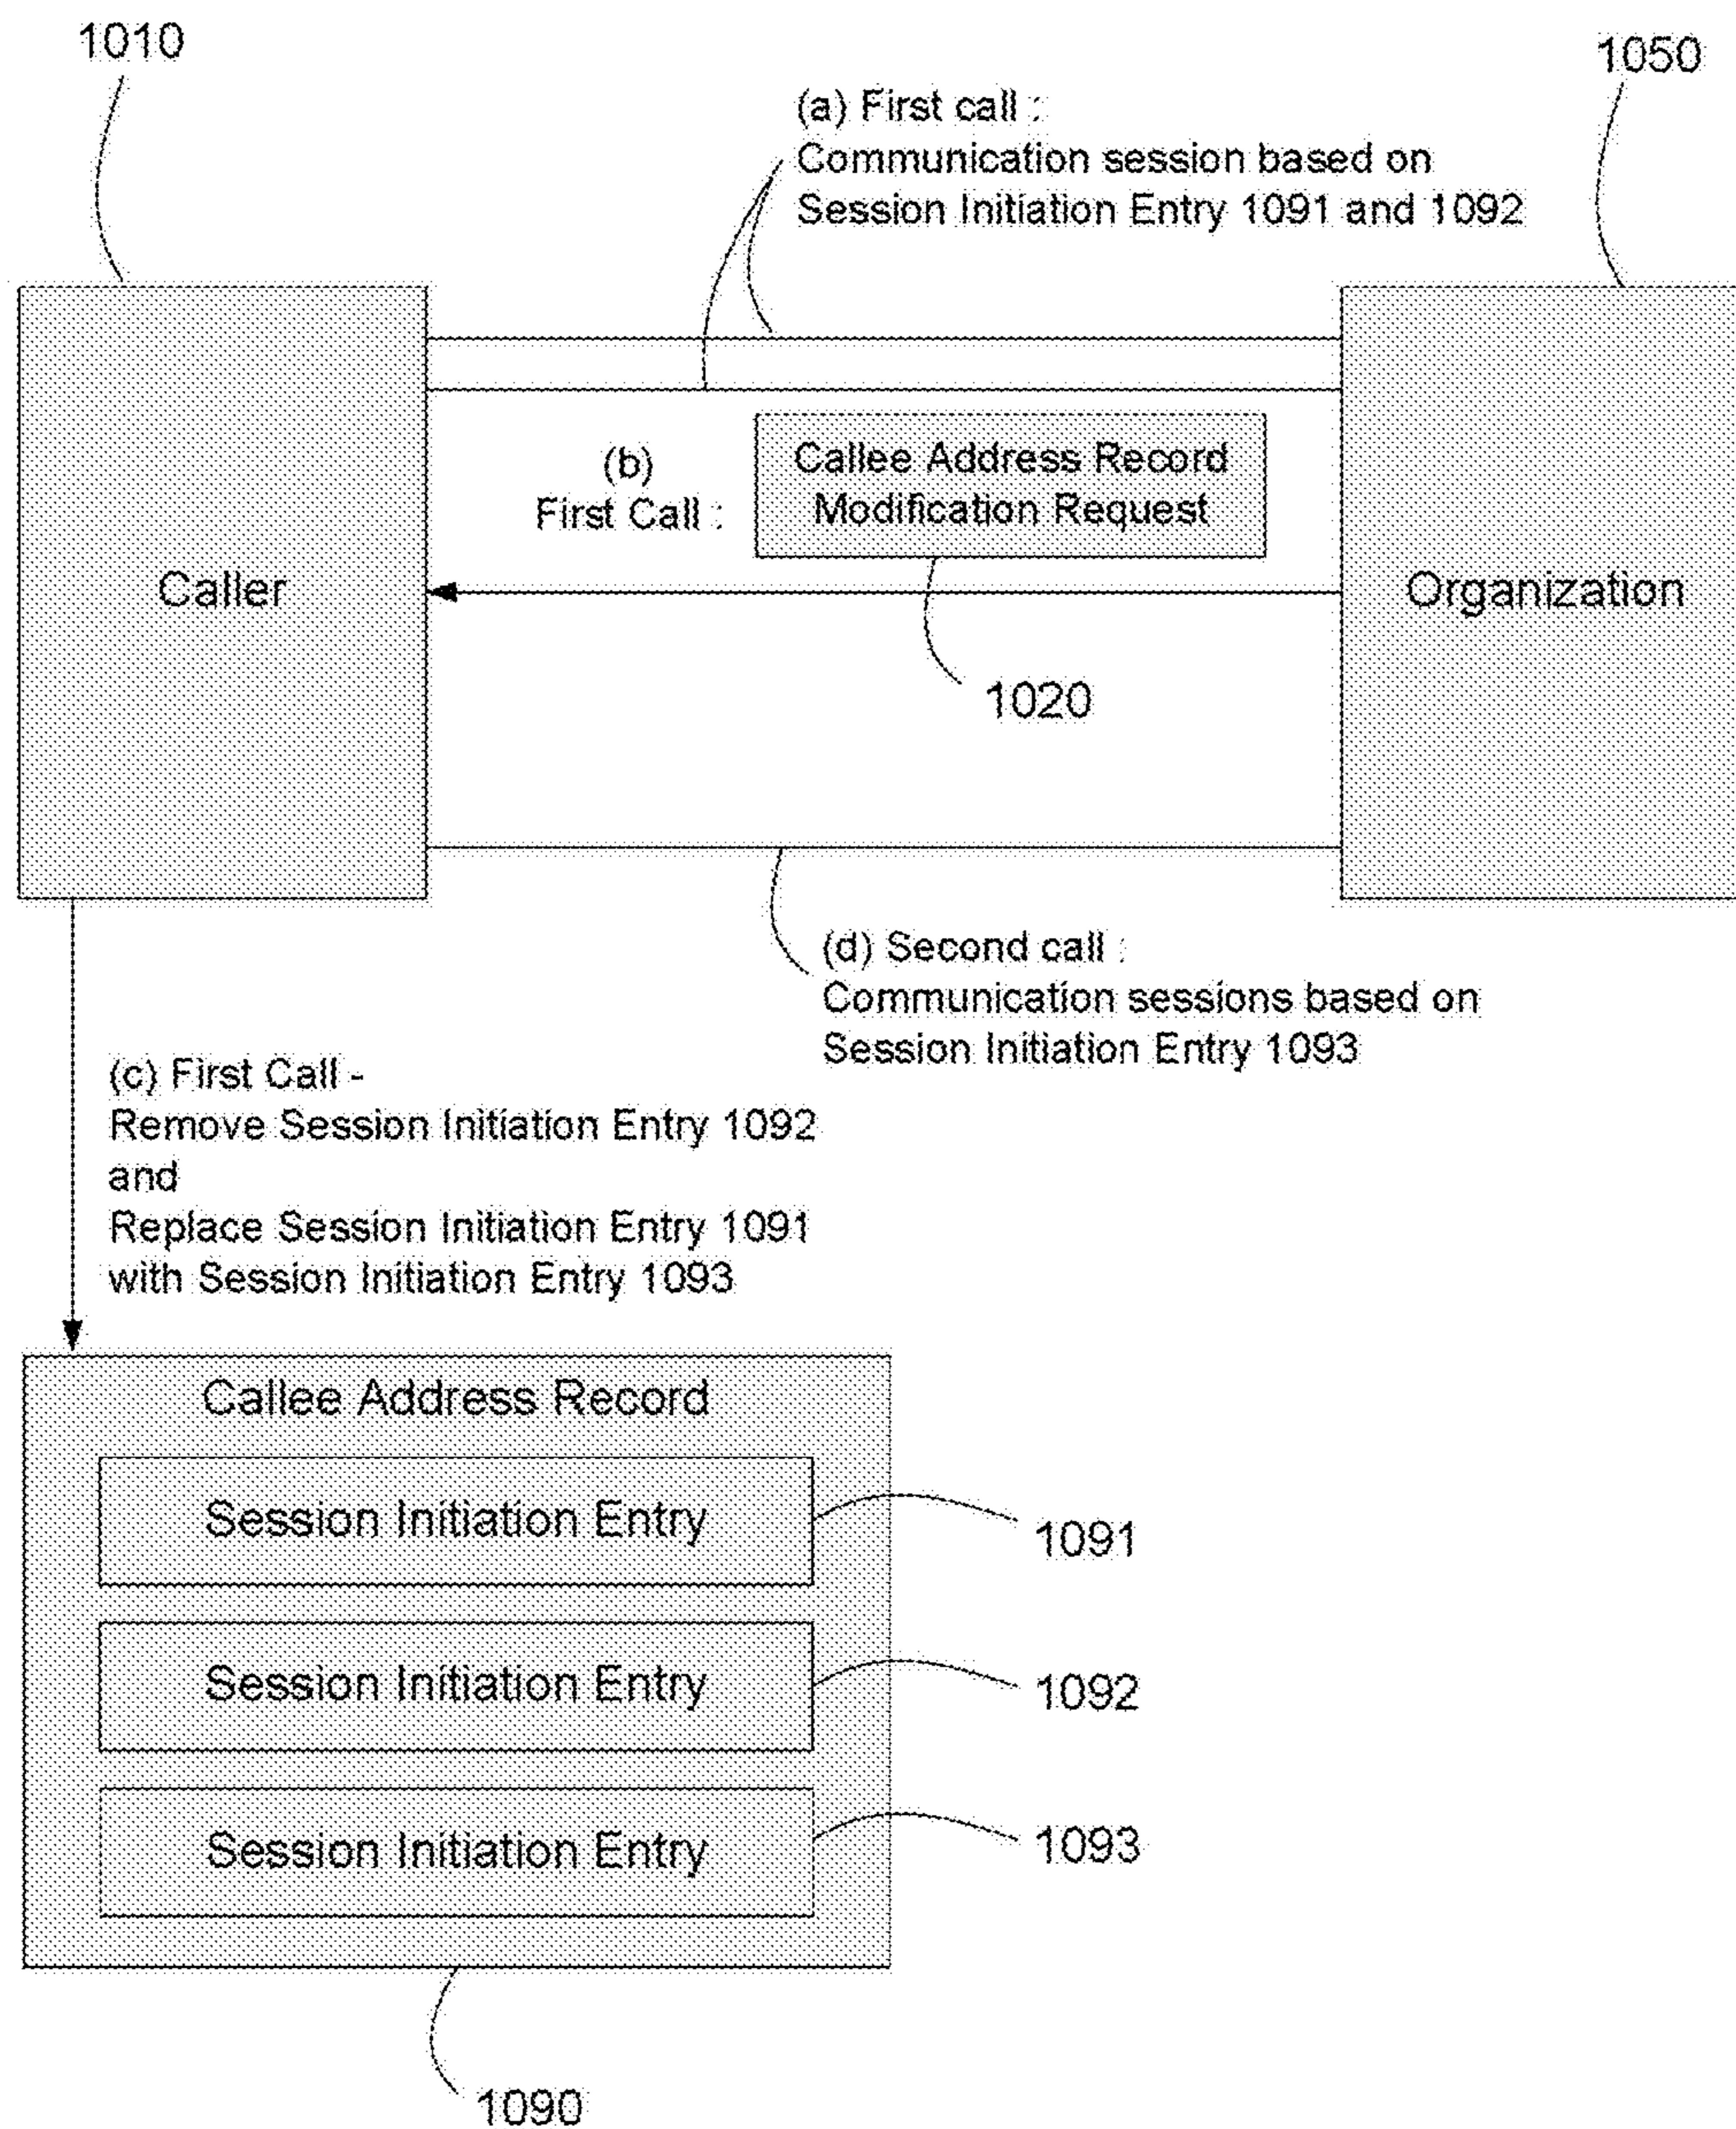 1010
1050
(a) First call :
Communication session based on
Session Initiation Entry 1091 and 1092
(b)
First Call :
Callee Address Record
Modification Request
Caller
Organization
1020
(d) Second call :
Communication sessions based on
Session Initiation Entry 1093
(c) First Call -
Remove Session Initiation Entry 1092
and
Replace Session Initiation Entry 1091
with Session Initiation Entry 1093
Callee Address Record
Session Initiation Entry
1091
Session Initiation Entry
1092
Session Initiation Entry
1093
1090